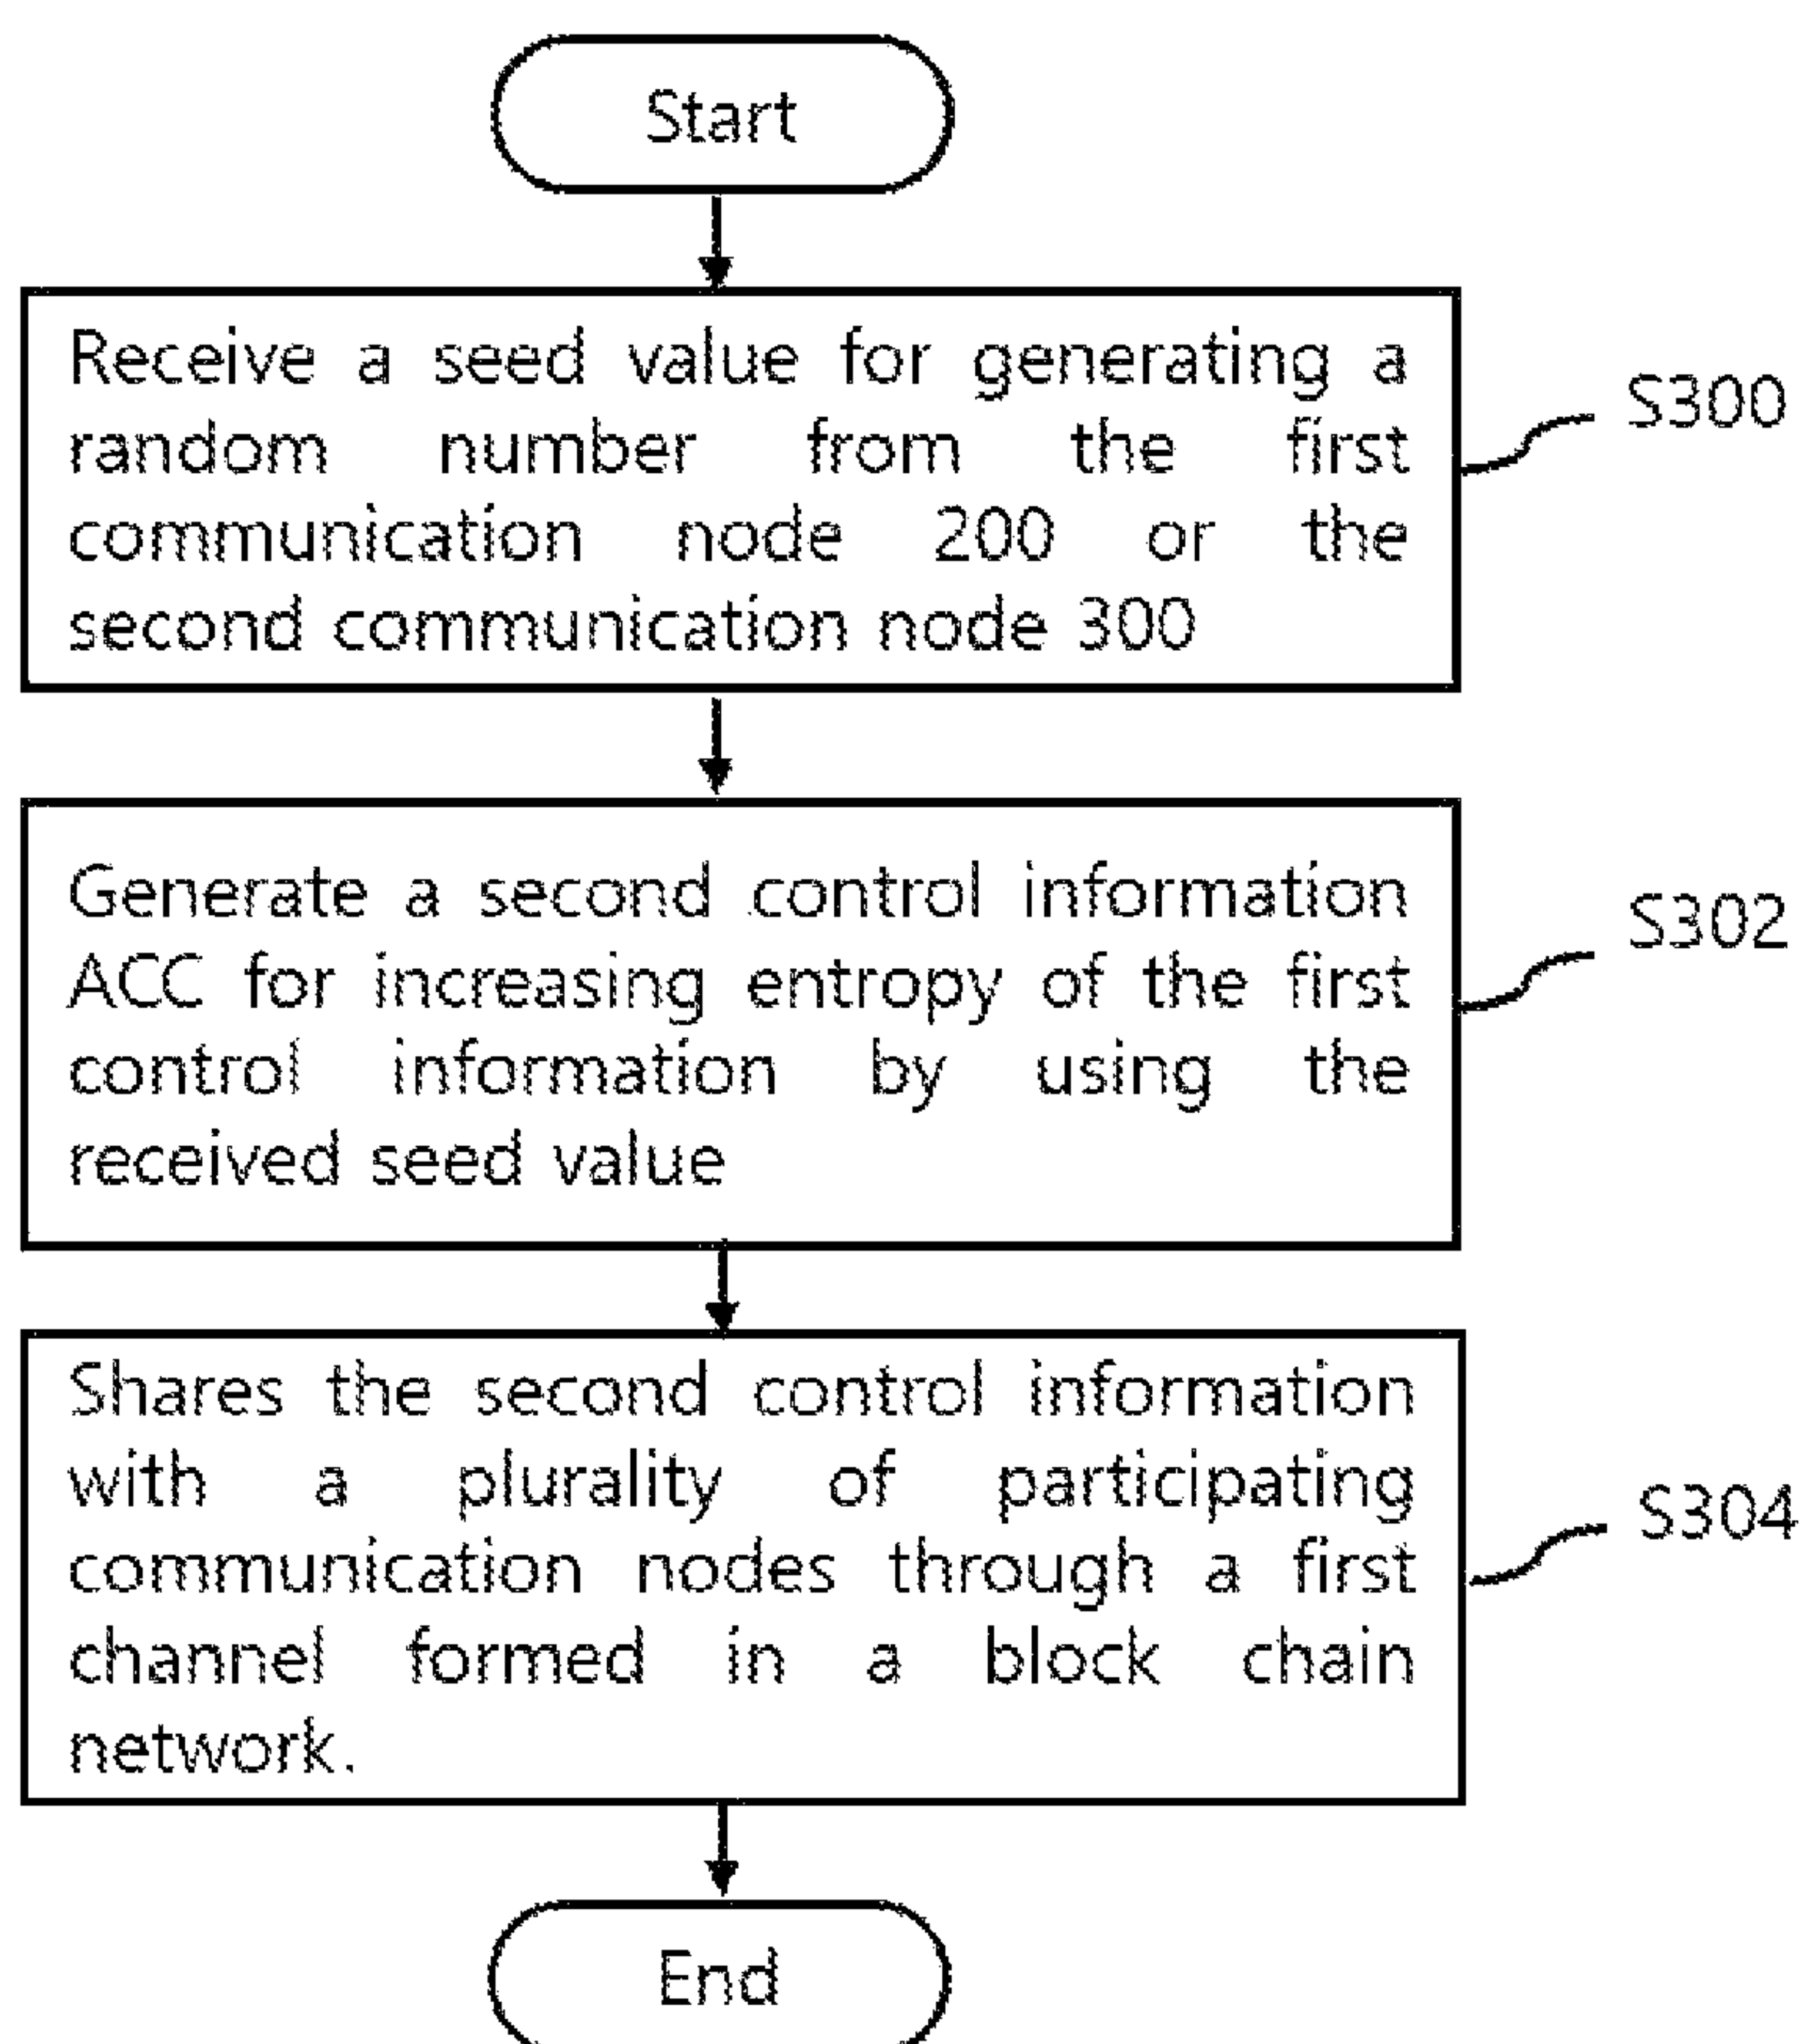 Start
Receive a seed value for generating a
random number from the first
communication node 200 or the
second communication node 300
S300
Generate a second control information
ACC for increasing entropy of the first
control information by using the
received seed value
S302
Shares the second control information
with a plurality of participating
communication nodes through a first
channel formed in a block chain
network.
S304
End